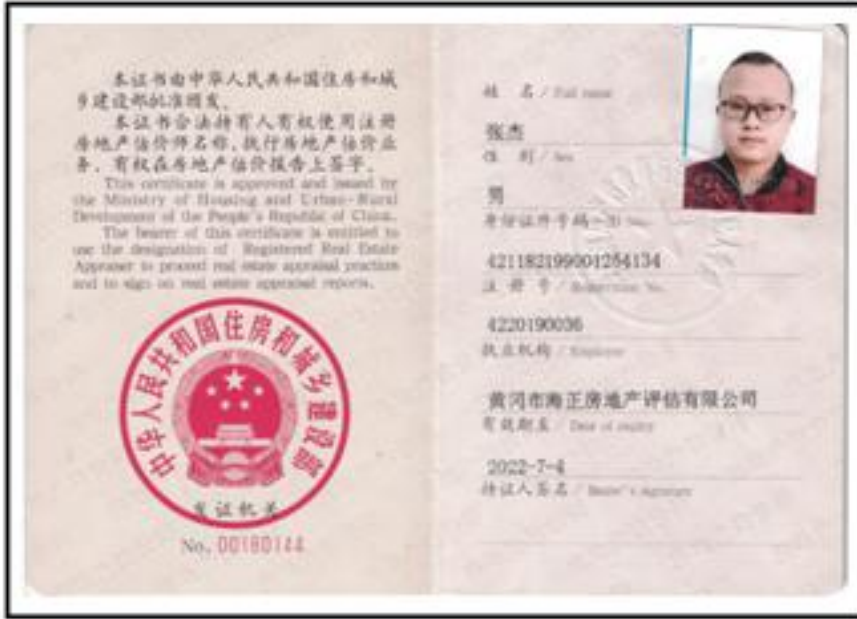 本证书由中华人民共和国住房和城
乡建设部批准颁发。
本证书合法持有人有权使用注册
房地产估价师名称，执行房地产估价业
务，有权在房地产估价报告上签字。
This certificate is approved and issued by
the Ministry of Housing and Urban-Rural
Development of the People's Republic of China.
The bearer of this certificate is entitled to
use the designation of Registered Real Estate
Appraiser to proceed real estate appraisal practices
and to sign on real estate appraisal reports.
中华人民共和国住房和城乡建设部
发证机关
No. 00180144
姓 名 / Full name
张杰
性 别 / Sex
男
身份证件号码 / ID No.
421182199001254134
注 册 号 / Registration No.
4220190036
执业机构 / Employer
黄冈市海正房地产评估有限公司
有效期至 / Date of expiry
2022-7-4
持证人签名 / Bearer's signature